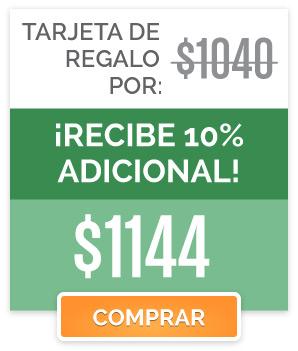 TARJETA DE
REGALO
POR:
$1040
¡RECIBE 10%
ADICIONAL!
$1144
COMPRAR